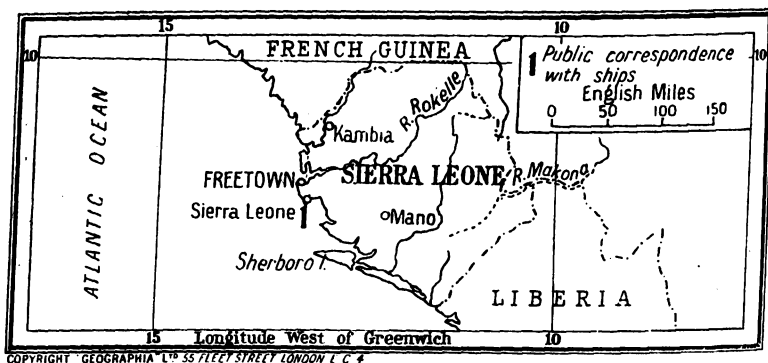 15
10
FRENCH GUINEA
1 Public correspondence
with ships
English Miles
0 50 100 150
10
10
ATLANTIC OCEAN
R. Rokelle
Kambia
FREETOWN
SIERRA LEONE
R. Makona
Sierra Leone 1
Mano
Sherboro I.
LIBERIA
15
Longitude West of Greenwich
10
COPYRIGHT "GEOGRAPHIA" LTD 55 FLEET STREET LONDON E C 4